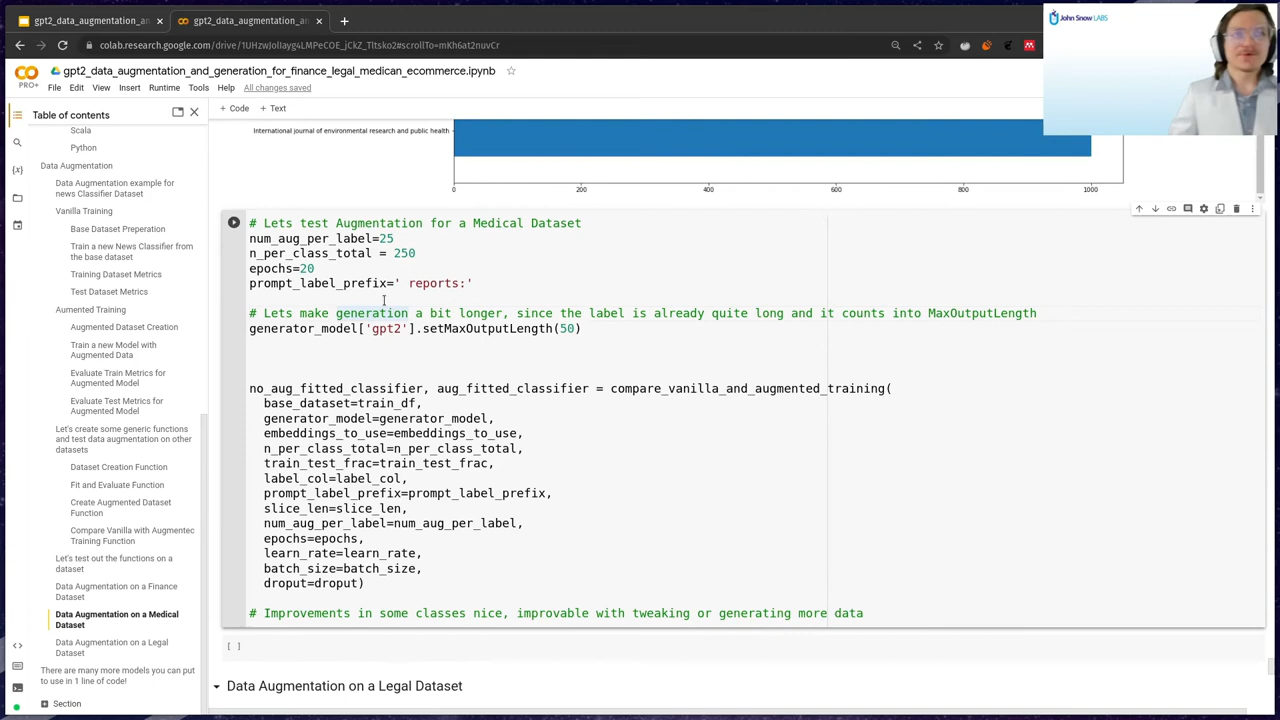 gpt2_data_augmentation_and_
gpt2_data_augmentation_an
colab.research.google.com/drive/1UHzwJoIIayg4LMPeCOE_jCkZ_Tltsko2#scrollTo=mKh6at2nuvCr
John Snow LABS
PRO+
gpt2_data_augmentation_and_generation_for_finance_legal_medican_ecommerce.ipynb
File Edit View Insert Runtime Tools Help All changes saved
Table of contents
Scala
Python
Data Augmentation
Data Augmentation example for
news Classifier Dataset
Vanilla Training
Base Dataset Preperation
Train a new News Classifier from
the base dataset
Training Dataset Metrics
Test Dataset Metrics
Aumented Training
Augmented Dataset Creation
Train a new Model with
Augmented Data
Evaluate Train Metrics for
Augmented Model
Evaluate Test Metrics for
Augmented Model
Let's create some generic functions
and test data augmentation on other
datasets
Dataset Creation Function
Fit and Evaluate Function
Create Augmented Dataset
Function
Compare Vanilla with Augmentec
Training Function
Let's test out the functions on a
dataset
Data Augmentation on a Finance
Dataset
Data Augmentation on a Medical
Dataset
Data Augmentation on a Legal
Dataset
There are many more models you can put
to use in 1 line of code!
Section
+ Code + Text
International journal of environmental research and public health
0 200 400 600 800 1000
# Lets test Augmentation for a Medical Dataset
num_aug_per_label=25
n_per_class_total = 250
epochs=20
prompt_label_prefix=' reports:'
# Lets make generation a bit longer, since the label is already quite long and it counts into MaxOutputLength
generator_model['gpt2'].setMaxOutputLength(50)
no_aug_fitted_classifier, aug_fitted_classifier = compare_vanilla_and_augmented_training(
base_dataset=train_df,
generator_model=generator_model,
embeddings_to_use=embeddings_to_use,
n_per_class_total=n_per_class_total,
train_test_frac=train_test_frac,
label_col=label_col,
prompt_label_prefix=prompt_label_prefix,
slice_len=slice_len,
num_aug_per_label=num_aug_per_label,
epochs=epochs,
learn_rate=learn_rate,
batch_size=batch_size,
droput=droput)
# Improvements in some classes nice, improvable with tweaking or generating more data
[ ]
Data Augmentation on a Legal Dataset